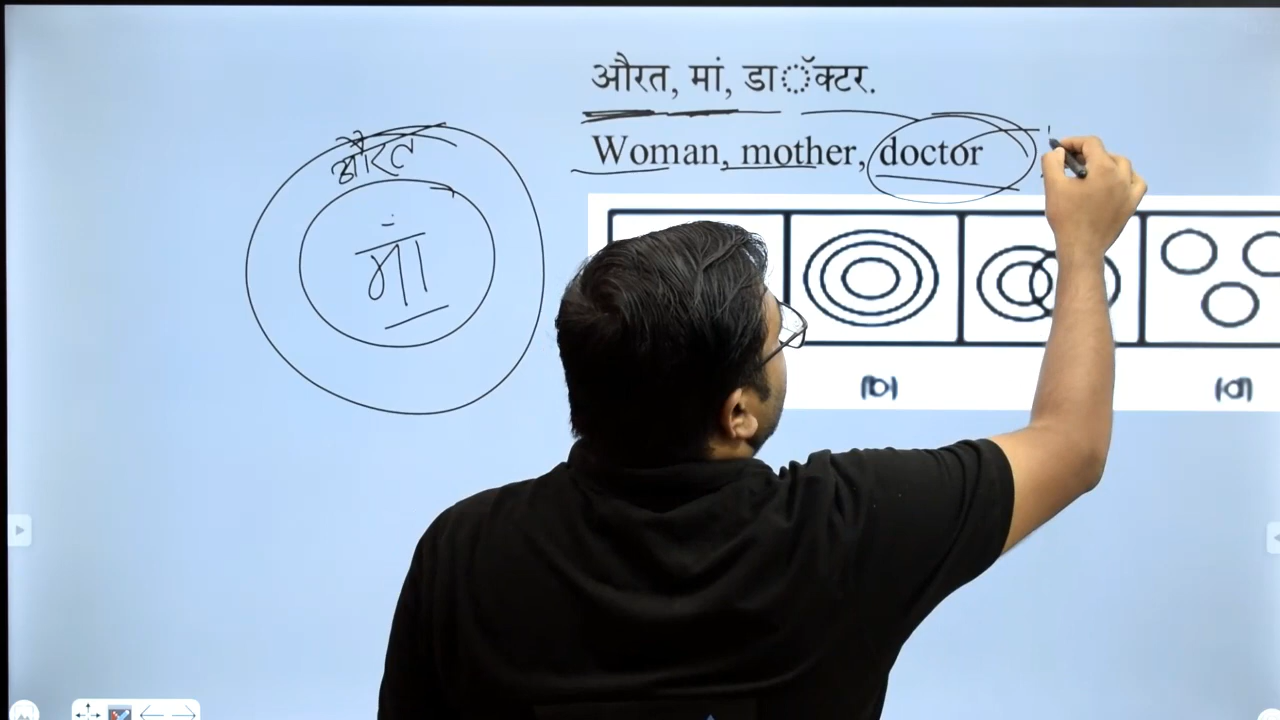 औरत, मां, डाॅक्टर.
Woman, mother, doctor
औरत
मां
(b)
(d)